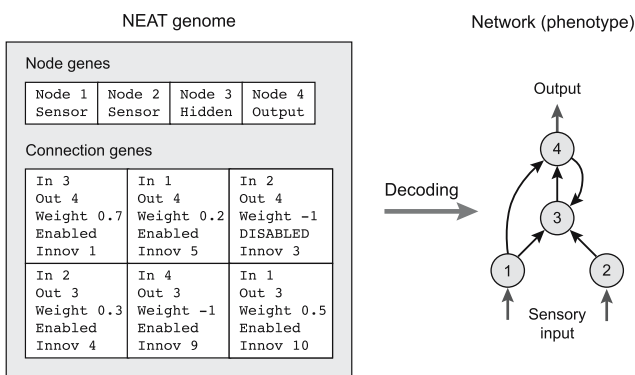 NEAT genome
Network (phenotype)
Node genes
Node 1 Node 2 Node 3 Node 4
Sensor Sensor Hidden Output
Connection genes
In 3 In 1 In 2
Out 4 Out 4 Out 4
Weight 0.7 Weight 0.2 Weight -1
Enabled Enabled DISABLED
Innov 1 Innov 5 Innov 3
In 2 In 4 In 1
Out 3 Out 3 Out 3
Weight 0.3 Weight -1 Weight 0.5
Enabled Enabled Enabled
Innov 4 Innov 9 Innov 10
Decoding
Output
4
3
1 2
Sensory
input